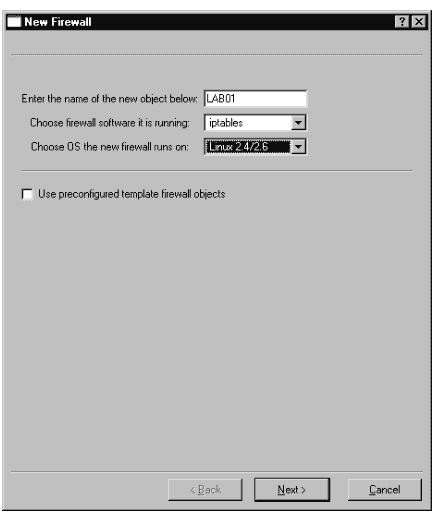 New Firewall
Enter the name of the new object below: LAB01
Choose firewall software it is running: iptables
Choose OS the new firewall runs on: Linux 2.4/2.6
Use preconfigured template firewall objects
< Back Next > Cancel